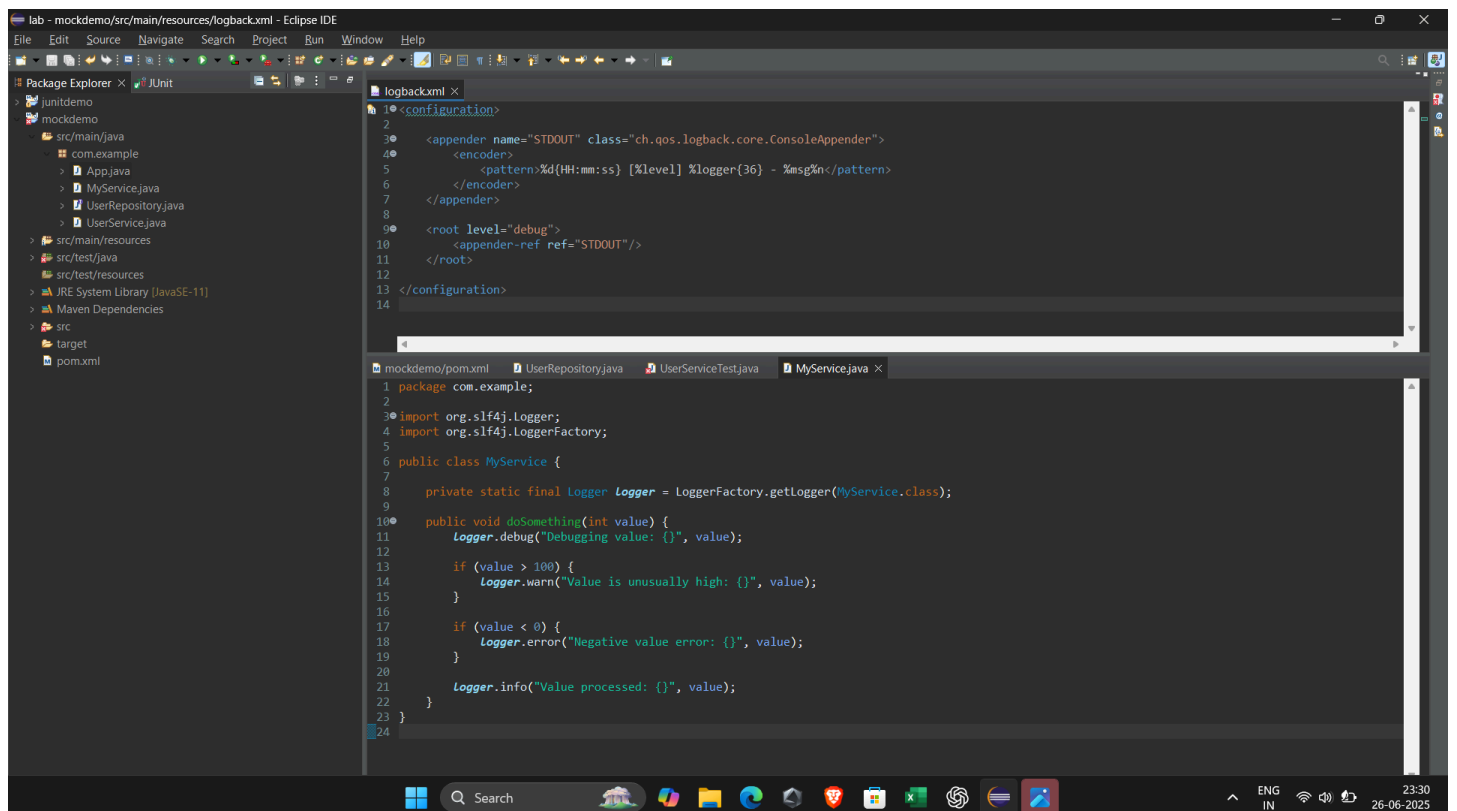 lab - mockdemo/src/main/resources/logback.xml - Eclipse IDE
File Edit Source Navigate Search Project Run Window Help
Package Explorer JUnit
junitdemo
mockdemo
src/main/java
com.example
App.java
MyService.java
UserRepository.java
UserService.java
src/main/resources
src/test/java
src/test/resources
JRE System Library [JavaSE-11]
Maven Dependencies
src
target
pom.xml
logback.xml
1 <configuration>
2
3 <appender name="STDOUT" class="ch.qos.logback.core.ConsoleAppender">
4 <encoder>
5 <pattern>%d{HH:mm:ss} [%level] %logger{36} - %msg%n</pattern>
6 </encoder>
7 </appender>
8
9 <root level="debug">
10 <appender-ref ref="STDOUT"/>
11 </root>
12
13 </configuration>
14
mockdemo/pom.xml UserRepository.java UserServiceTest.java MyService.java
1 package com.example;
2
3 import org.slf4j.Logger;
4 import org.slf4j.LoggerFactory;
5
6 public class MyService {
7
8 private static final Logger logger = LoggerFactory.getLogger(MyService.class);
9
10 public void doSomething(int value) {
11 logger.debug("Debugging value: {}", value);
12
13 if (value > 100) {
14 logger.warn("Value is unusually high: {}", value);
15 }
16
17 if (value < 0) {
18 logger.error("Negative value error: {}", value);
19 }
20
21 logger.info("Value processed: {}", value);
22 }
23 }
24
Search
ENG
IN
23:30
26-06-2025